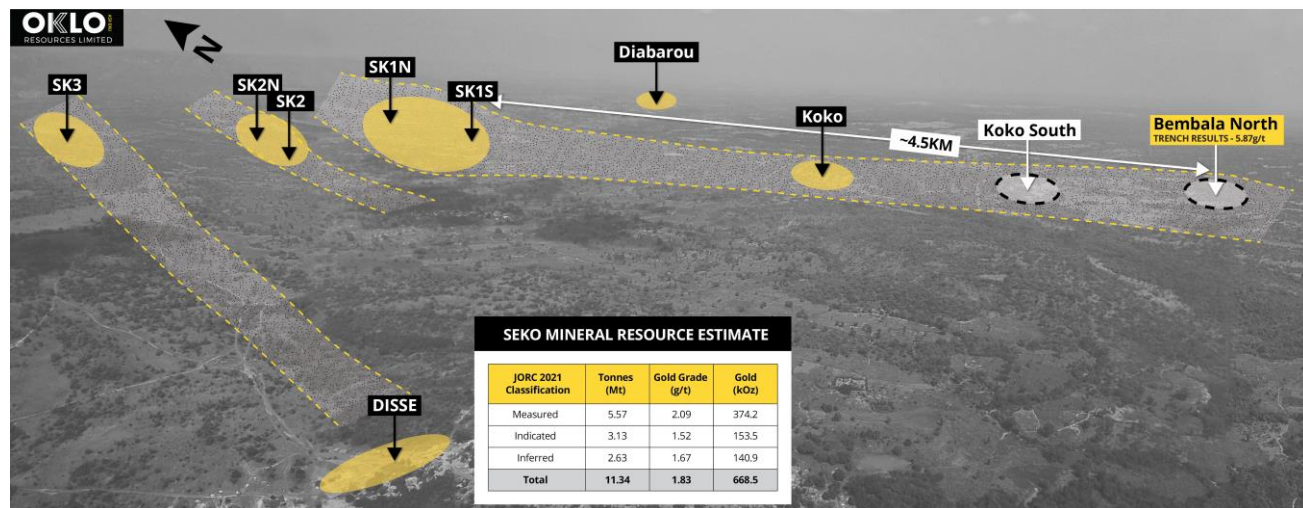 OKLO
RESOURCES LIMITED
N
SK3
SK2N
SK2
SK1N
SK1S
Diabarou
Koko
~4.5KM
Koko South
Bembala North
TRENCH RESULTS - 5.87g/t
DISSE
SEKO MINERAL RESOURCE ESTIMATE
JORC 2021 Classification Tonnes (Mt) Gold Grade (g/t) Gold (kOz)
Measured 5.57 2.09 374.2
Indicated 3.13 1.52 153.5
Inferred 2.63 1.67 140.9
Total 11.34 1.83 668.5